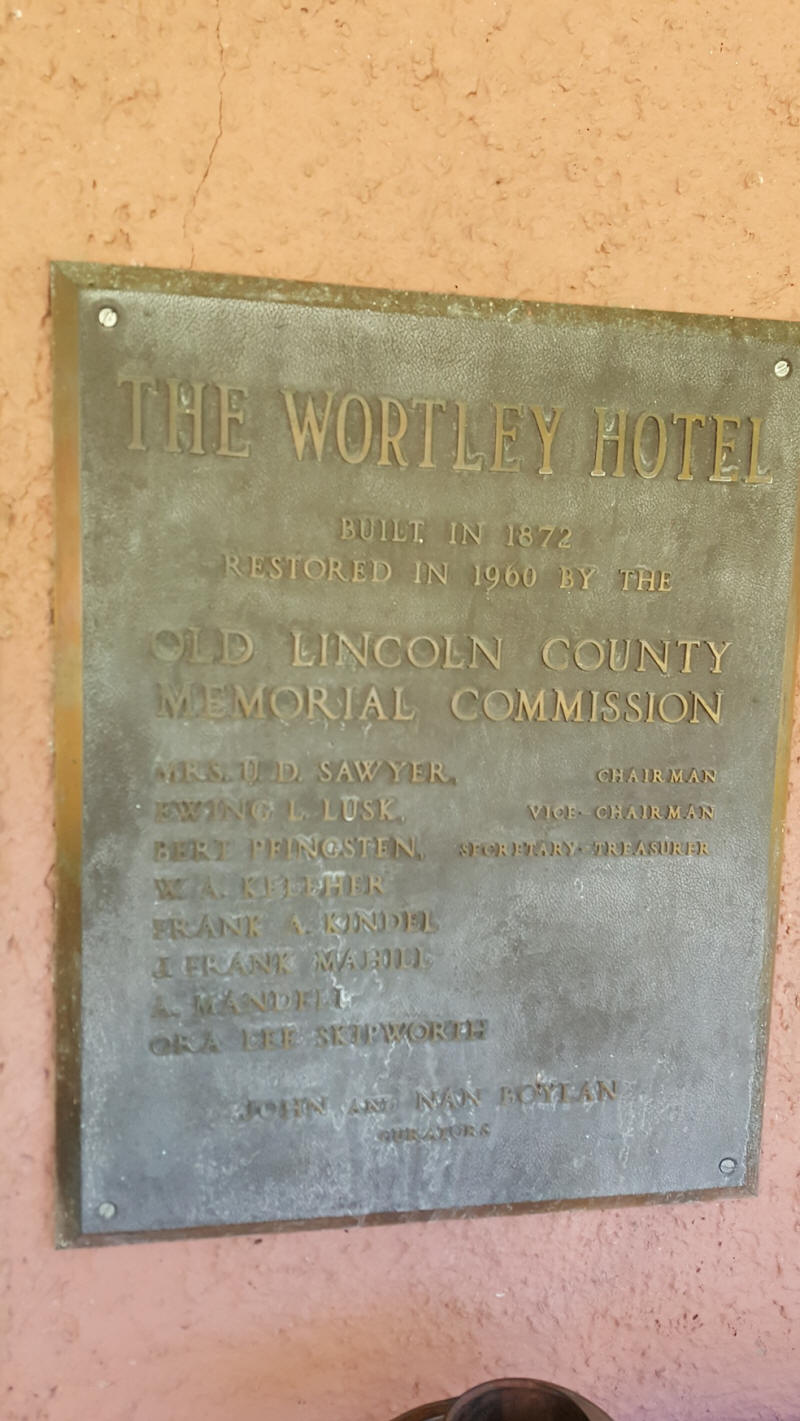 THE WORTLEY HOTEL
BUILT IN 1872
RESTORED IN 1960 BY THE
OLD LINCOLN COUNTY
MEMORIAL COMMISSION
MRS. U. D. SAWYER, CHAIRMAN
EWING L. LUSK, VICE-CHAIRMAN
BERT PFINGSTEN, SECRETARY-TREASURER
W. A. KELEHER
FRANK A. KINDEL
J. FRANK
A. MANDELL
ORA LEE SKIPWORTH
JOHN AND NAN BOYLAN
CURATORS